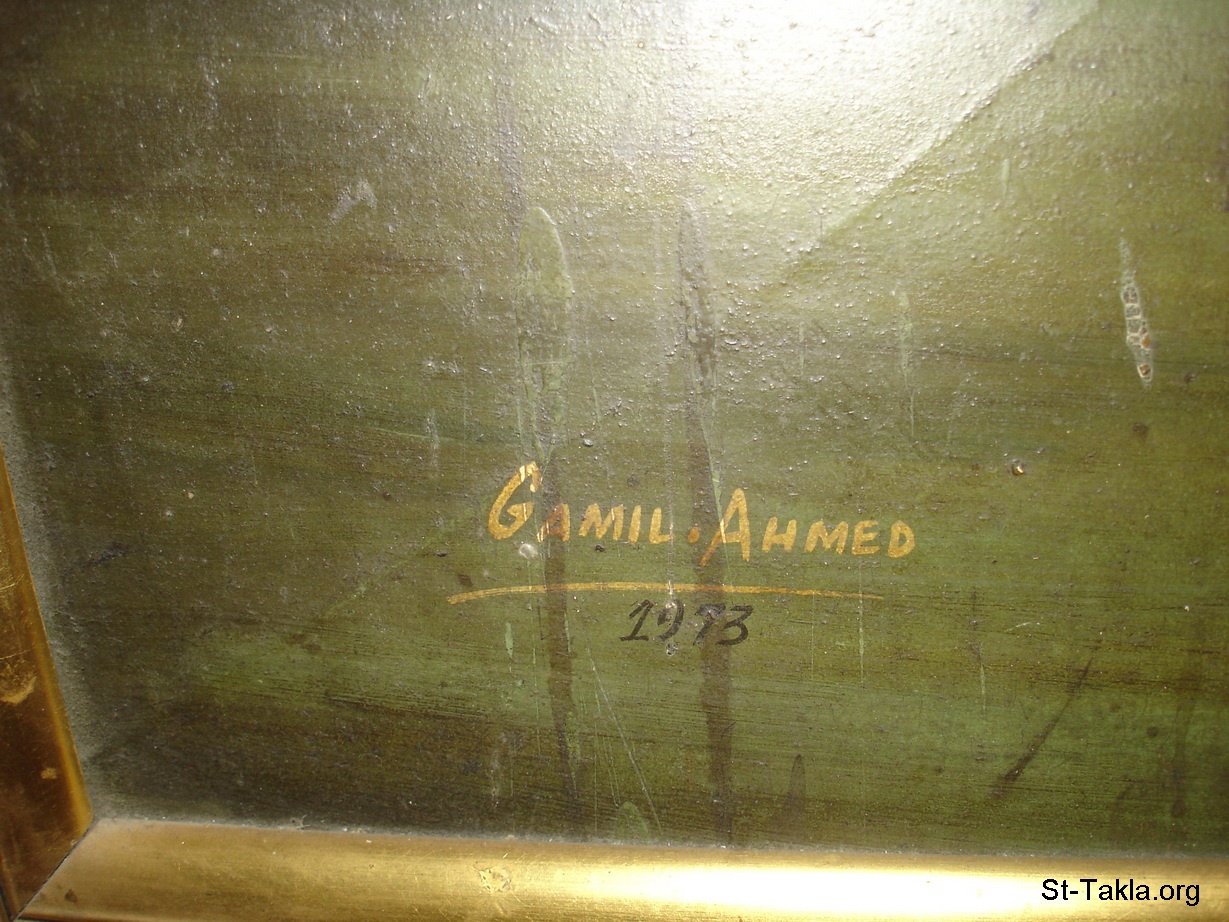 GAMIL. AHMED
1973
St-Takla.org